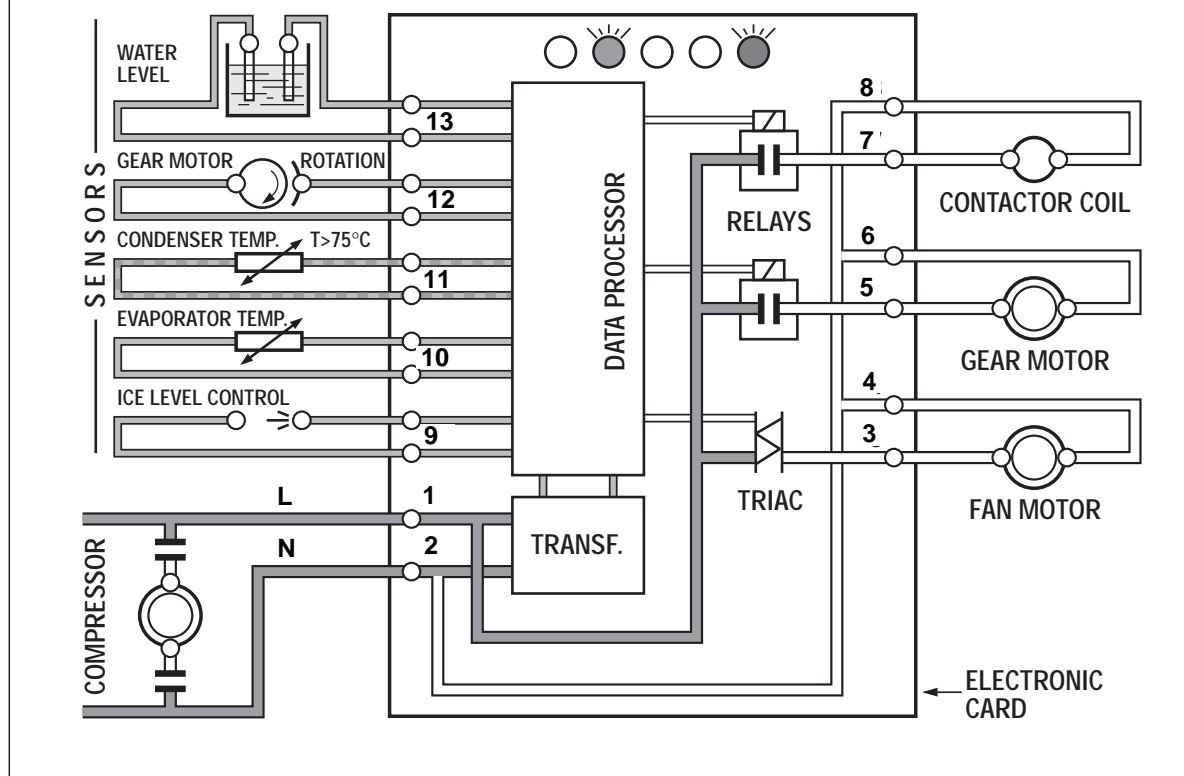 WATER
LEVEL
13
GEAR MOTOR ROTATION
12
CONDENSER TEMP. T>75°C
11
EVAPORATOR TEMP.
10
ICE LEVEL CONTROL
9
SENSORS
L 1
N 2
COMPRESSOR
DATA PROCESSOR
TRANSF.
RELAYS
TRIAC
8
7
CONTACTOR COIL
6
5
GEAR MOTOR
4
3
FAN MOTOR
ELECTRONIC
CARD